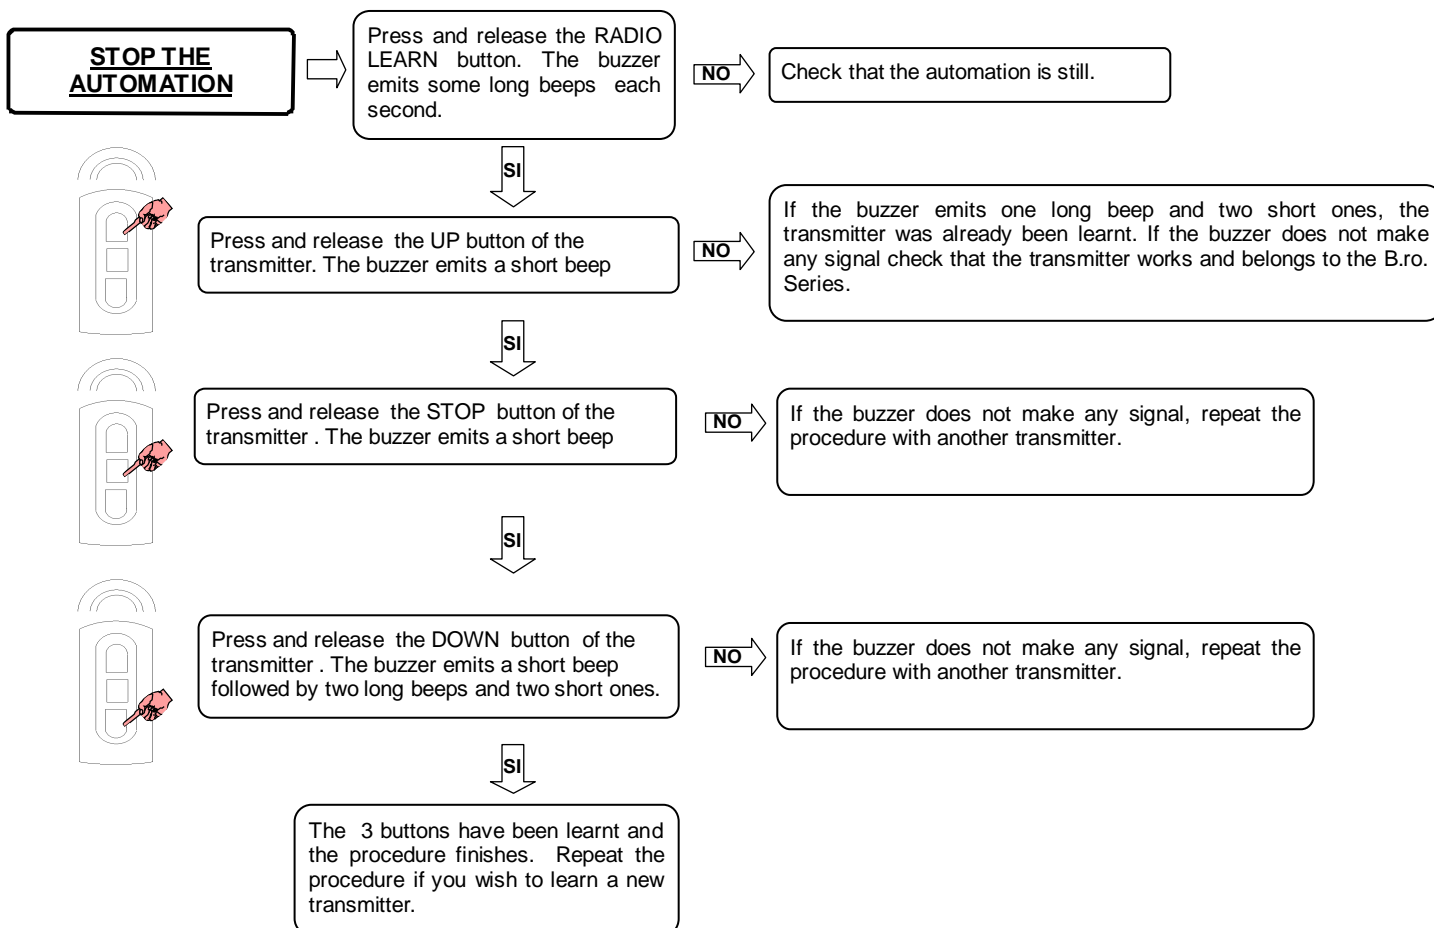 STOP THE
AUTOMATION
Press and release the RADIO
LEARN button. The buzzer
emits some long beeps each
second.
NO
Check that the automation is still.
SI
Press and release the UP button of the
transmitter. The buzzer emits a short beep
NO
If the buzzer emits one long beep and two short ones, the
transmitter was already been learnt. If the buzzer does not make
any signal check that the transmitter works and belongs to the B.ro.
Series.
SI
Press and release the STOP button of the
transmitter . The buzzer emits a short beep
NO
If the buzzer does not make any signal, repeat the
procedure with another transmitter.
SI
Press and release the DOWN button of the
transmitter . The buzzer emits a short beep
followed by two long beeps and two short ones.
NO
If the buzzer does not make any signal, repeat the
procedure with another transmitter.
SI
The 3 buttons have been learnt and
the procedure finishes. Repeat the
procedure if you wish to learn a new
transmitter.